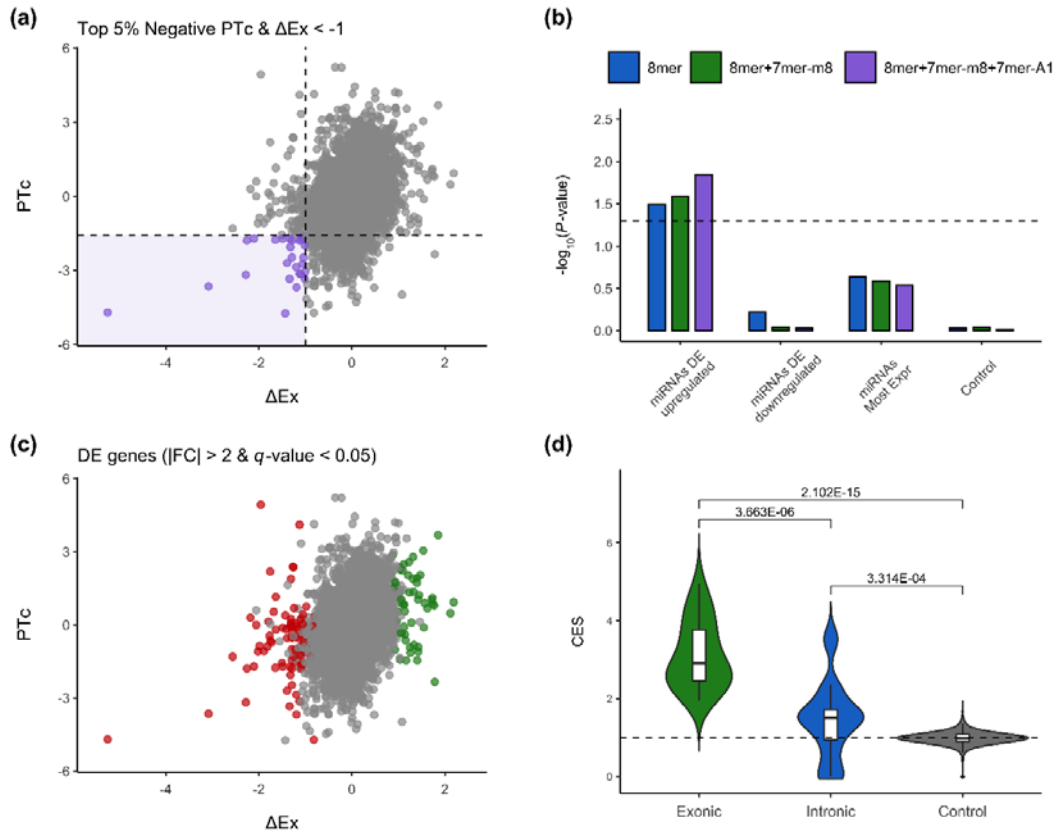 (a)
Top 5% Negative PTc & ΔEx < -1
6
3
0
-3
-6
PTc
-4
-2
0
2
ΔEx
(b)
8mer
8mer+7mer-m8
8mer+7mer-m8+7mer-A1
2.5
2.0
1.5
1.0
0.5
0.0
-log10(P-value)
miRNAs DE
upregulated
miRNAs DE
downregulated
miRNAs
Most Expr
Control
(c)
DE genes (|FC| > 2 & q-value < 0.05)
6
3
0
-3
-6
PTc
-4
-2
0
2
ΔEx
(d)
2.102E-15
3.663E-06
3.314E-04
6
4
2
0
CES
Exonic
Intronic
Control